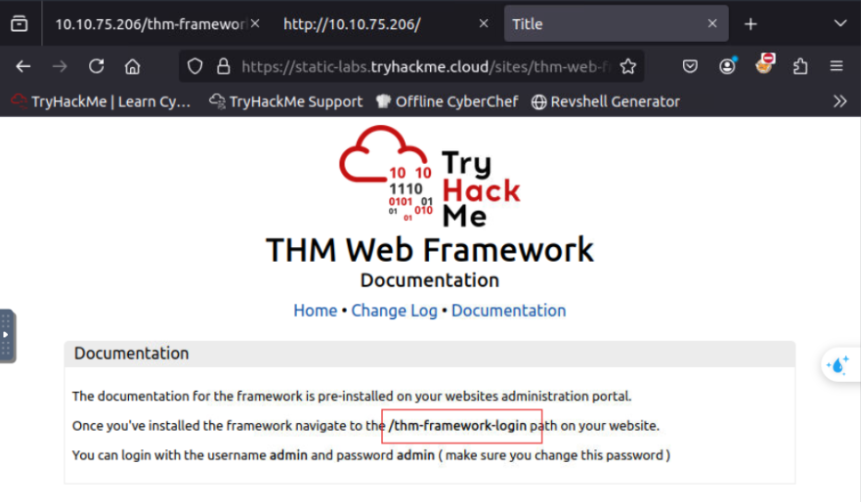 10.10.75.206/thm-framewor
http://10.10.75.206/
Title
https://static-labs.tryhackme.cloud/sites/thm-web-f
TryHackMe | Learn Cy...
TryHackMe Support
Offline CyberChef
Revshell Generator
10 10
1110
0101 01
01 010
01
Try
Hack
Me
THM Web Framework
Documentation
Home • Change Log • Documentation
Documentation
The documentation for the framework is pre-installed on your websites administration portal.
Once you've installed the framework navigate to the /thm-framework-login path on your website.
You can login with the username admin and password admin ( make sure you change this password )